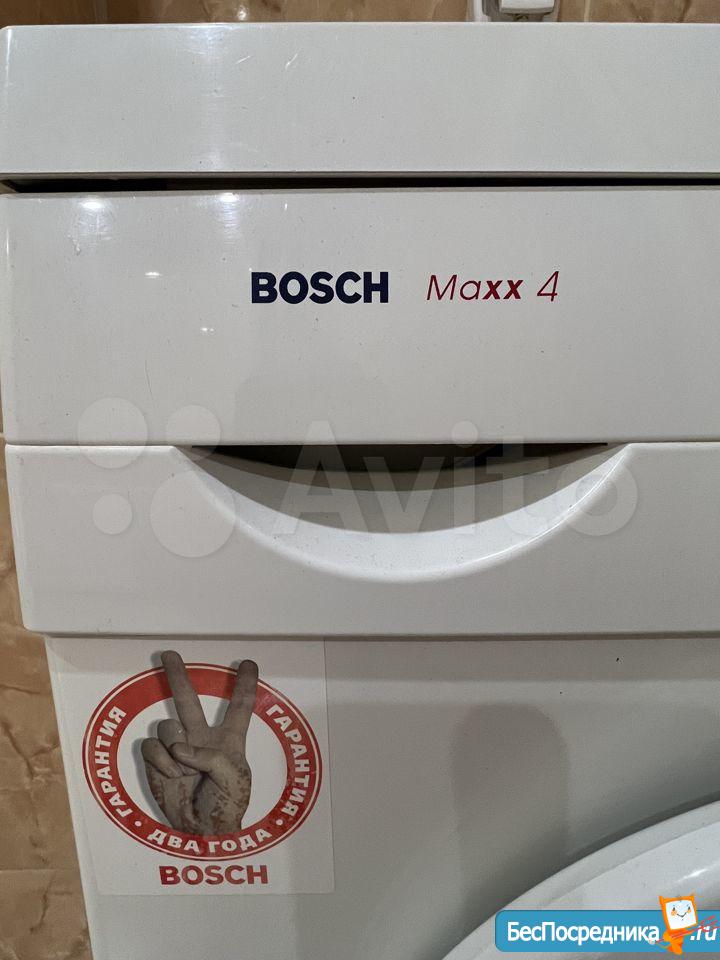 BOSCH Maxx 4
Avito
ГАРАНТИЯ • ДВА ГОДА • ГАРАНТИЯ
BOSCH
БесПосредника.ru